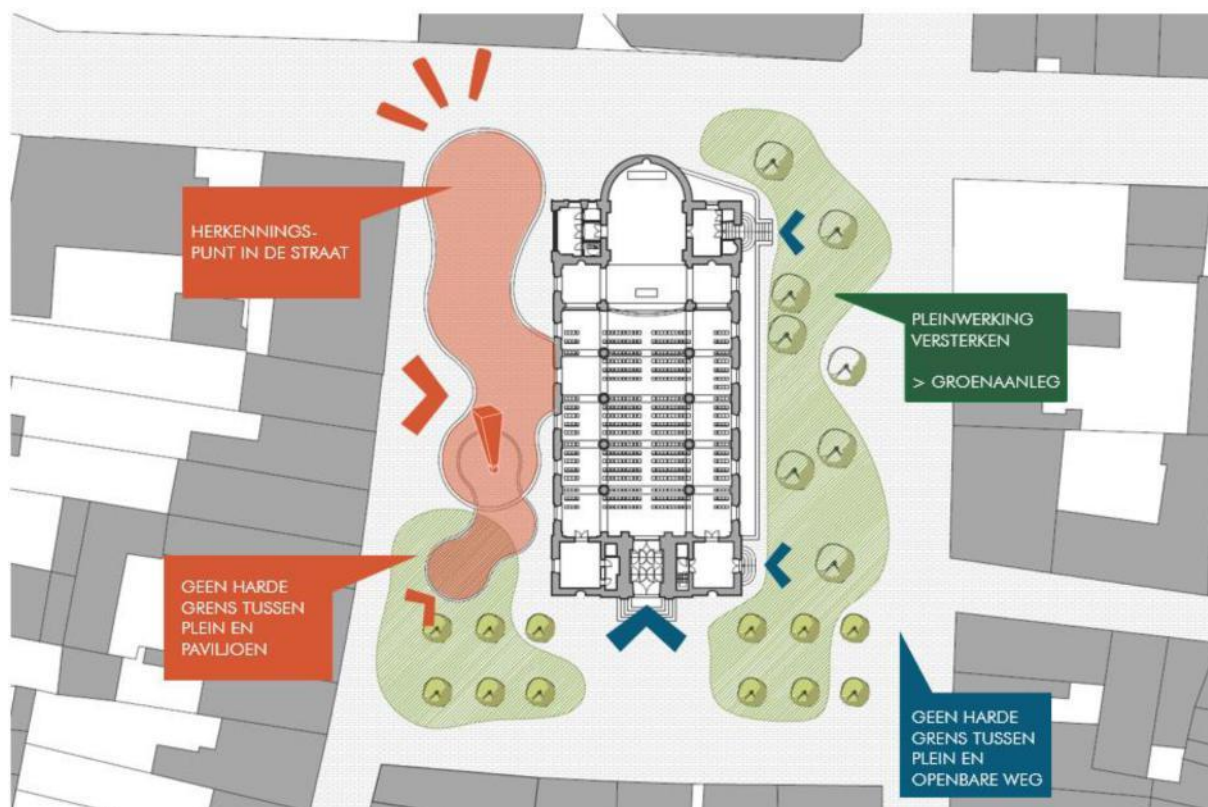 HERKENNINGS-
PUNT IN DE STRAAT
PLEINWERKING
VERSTERKEN
> GROENAANLEG
GEEN HARDE
GRENS TUSSEN
PLEIN EN
PAVILJOEN
GEEN HARDE
GRENS TUSSEN
PLEIN EN
OPENBARE WEG